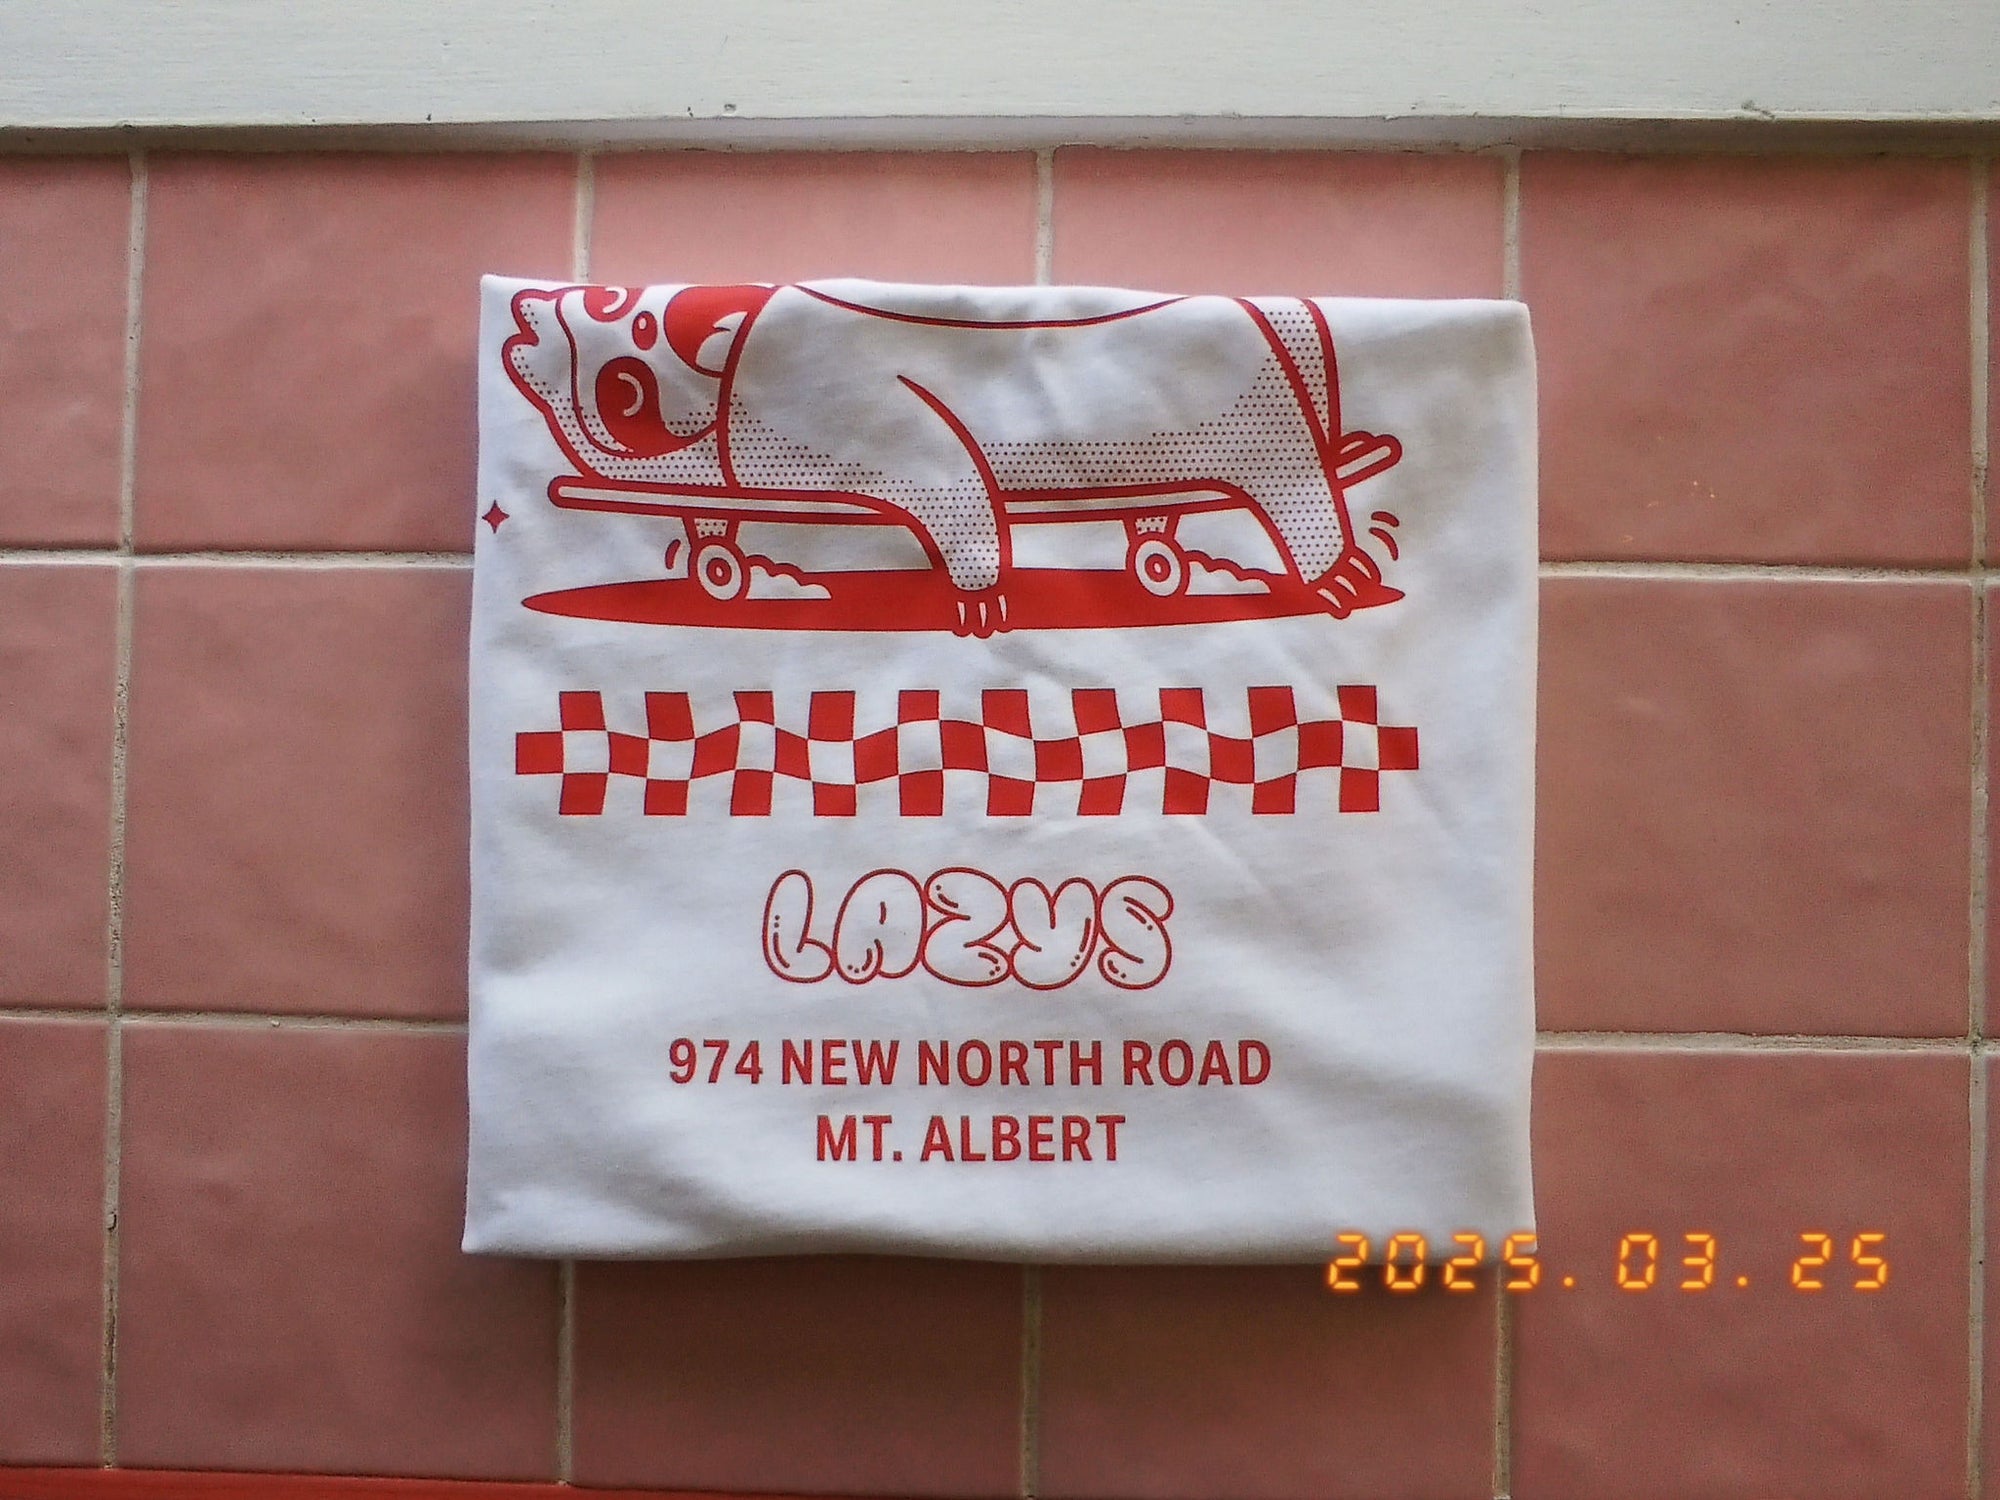 LAZYS
974 NEW NORTH ROAD
MT. ALBERT
2025.03.25